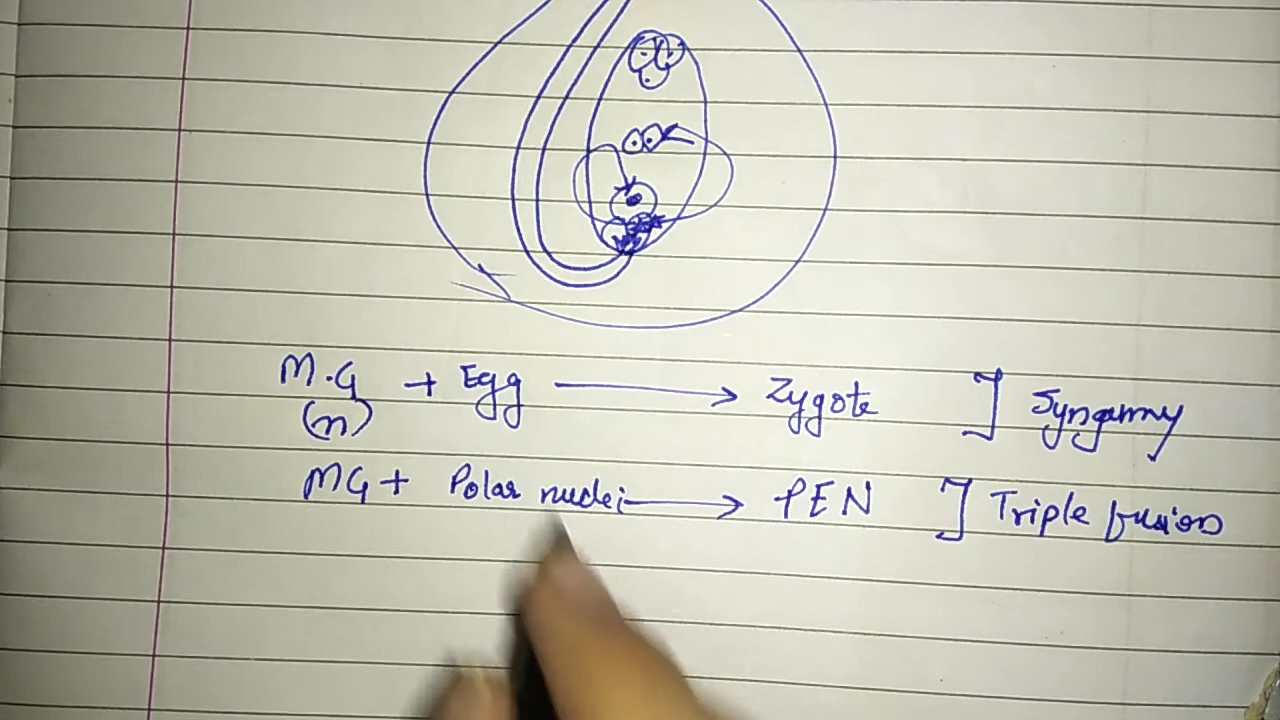 M.G + Egg ⟶ Zygote ] Syngamy
(n)
MG + Polar nuclei ⟶ PEN ] Triple fusion